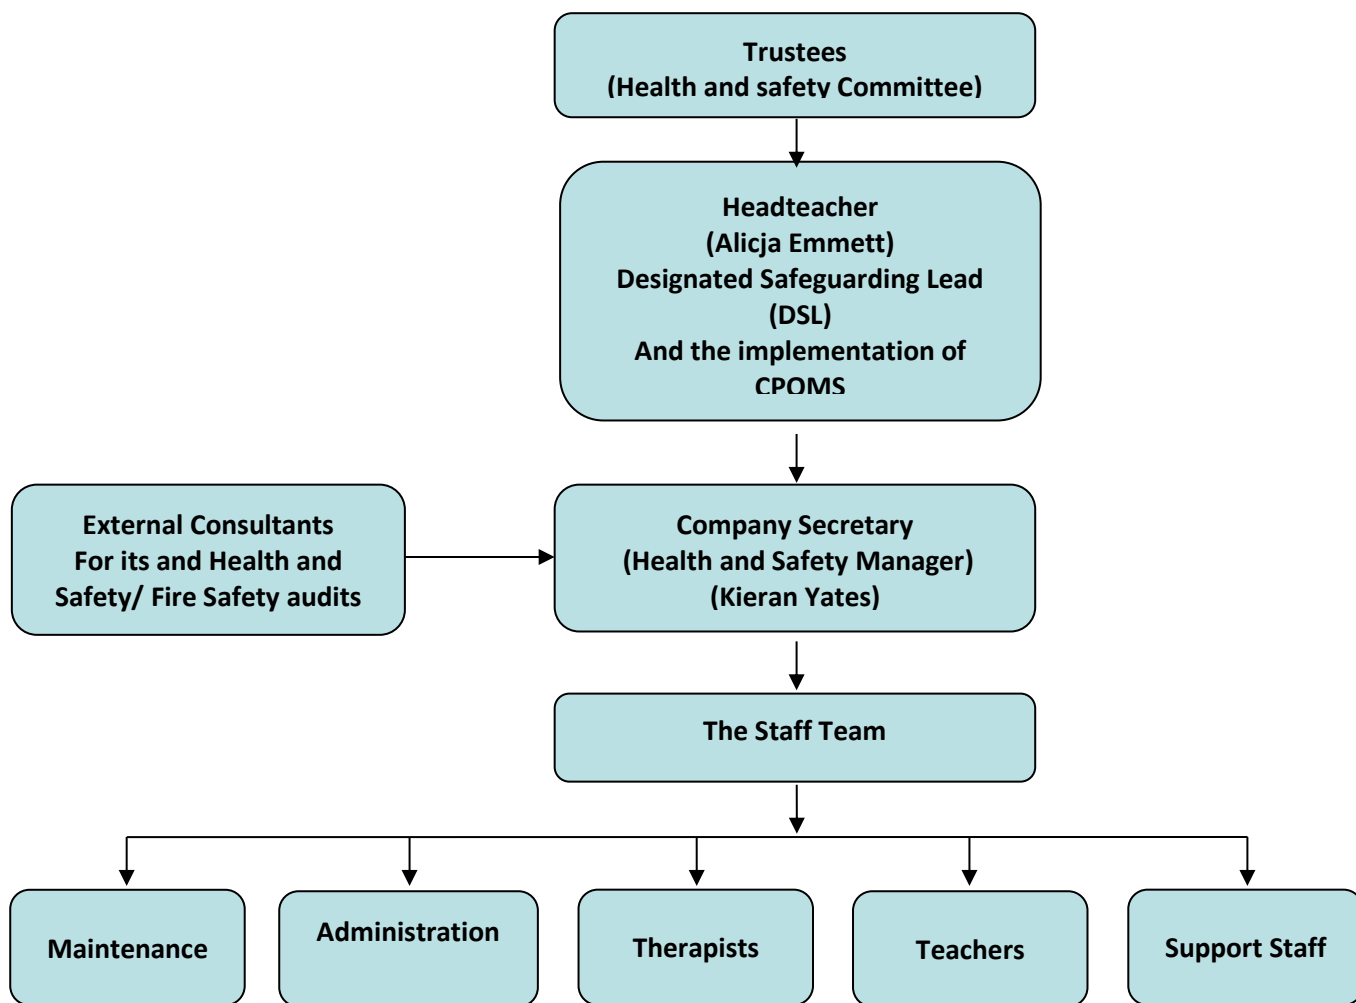 Trustees
(Health and safety Committee)
Headteacher
(Alicja Emmett)
Designated Safeguarding Lead
(DSL)
And the implementation of
CPOMS
External Consultants
For its and Health and
Safety/ Fire Safety audits
Company Secretary
(Health and Safety Manager)
(Kieran Yates)
The Staff Team
Maintenance
Administration
Therapists
Teachers
Support Staff